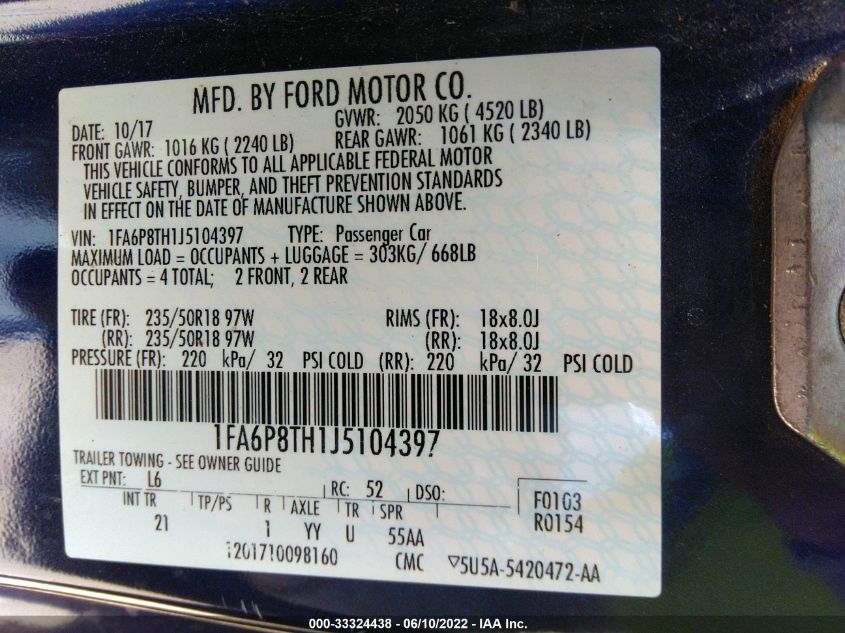 MFD. BY FORD MOTOR CO.
DATE: 10/17 GVWR: 2050 KG ( 4520 LB)
FRONT GAWR: 1016 KG ( 2240 LB) REAR GAWR: 1061 KG ( 2340 LB)
THIS VEHICLE CONFORMS TO ALL APPLICABLE FEDERAL MOTOR
VEHICLE SAFETY, BUMPER, AND THEFT PREVENTION STANDARDS
IN EFFECT ON THE DATE OF MANUFACTURE SHOWN ABOVE.
VIN: 1FA6P8TH1J5104397 TYPE: Passenger Car
MAXIMUM LOAD = OCCUPANTS + LUGGAGE = 303KG/ 668LB
OCCUPANTS = 4 TOTAL; 2 FRONT, 2 REAR
TIRE (FR): 235/50R18 97W RIMS (FR): 18x8.0J
(RR): 235/50R18 97W (RR): 18x8.0J
PRESSURE (FR): 220 kPa/ 32 PSI COLD (RR): 220 kPa/ 32 PSI COLD
1FA6P8TH1J5104397
TRAILER TOWING - SEE OWNER GUIDE
EXT PNT: L6 RC: 52 DSO: F0103
INT TR TP/PS R AXLE TR SPR R0154
21 1 YY U 55AA
201710098160 CMC ▽5U5A-5420472-AA
000-33324438 - 06/10/2022 - IAA Inc.